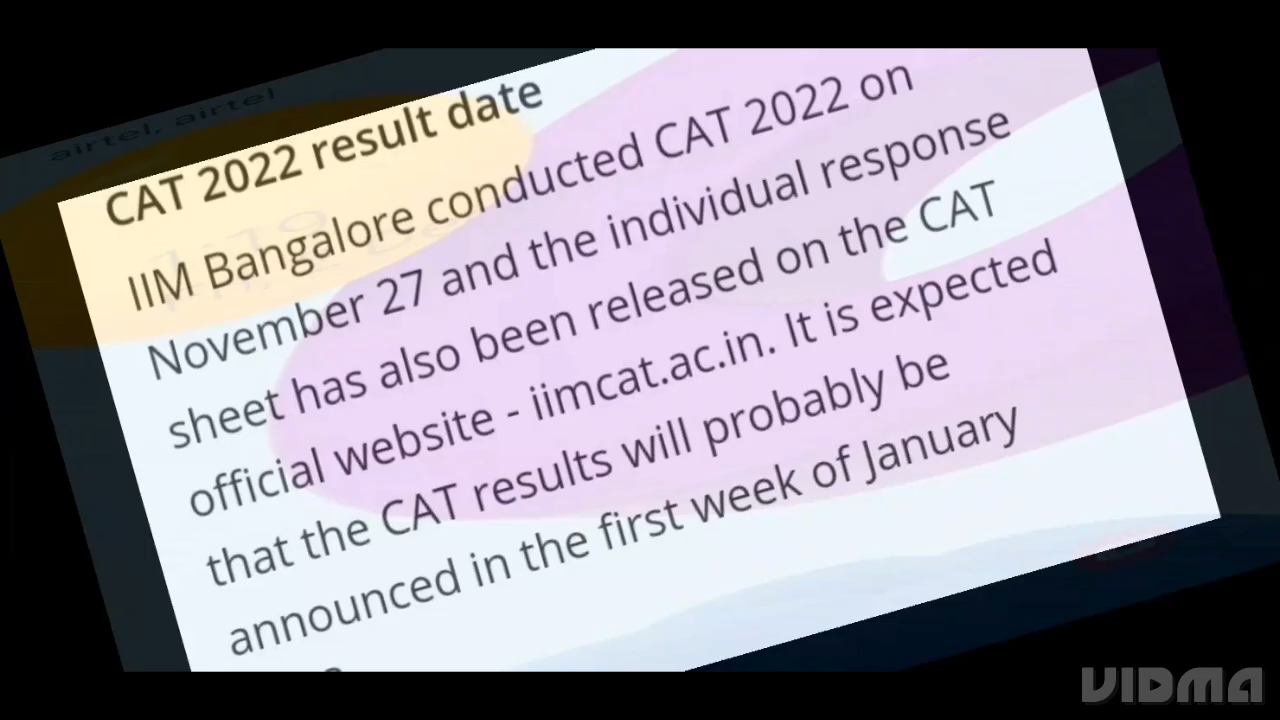 airtel, airtel
CAT 2022 result date
IIM Bangalore conducted CAT 2022 on
November 27 and the individual response
sheet has also been released on the CAT
official website - iimcat.ac.in. It is expected
that the CAT results will probably be
announced in the first week of January
VIDMA